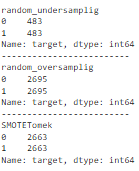 random_undersamplig
0    483
1    483
Name: target, dtype: int64
-------------------------
random_oversamplig
0    2695
1    2695
Name: target, dtype: int64
-------------------------
SMOTETomek
0    2663
1    2663
Name: target, dtype: int64